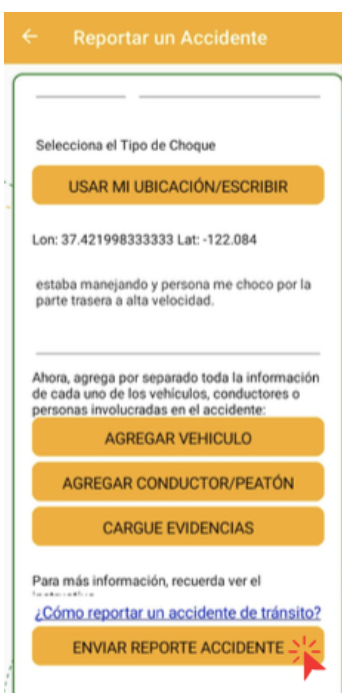 Reportar un Accidente
Selecciona el Tipo de Choque
USAR MI UBICACIÓN/ESCRIBIR
Lon: 37.421998333333 Lat: -122.084
estaba manejando y persona me choco por la
parte trasera a alta velocidad.
Ahora, agrega por separado toda la información
de cada uno de los vehículos, conductores o
personas involucradas en el accidente:
AGREGAR VEHICULO
AGREGAR CONDUCTOR/PEATÓN
CARGUE EVIDENCIAS
Para más información, recuerda ver el
¿Cómo reportar un accidente de tránsito?
ENVIAR REPORTE ACCIDENTE